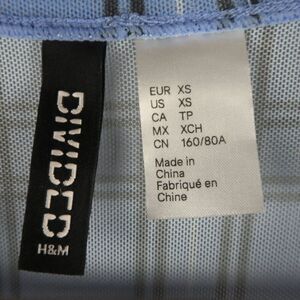 DIVIDED
H&M
EUR XS
US XS
CA TP
MX XCH
CN 160/80A
Made in
China
Fabriqué en
Chine